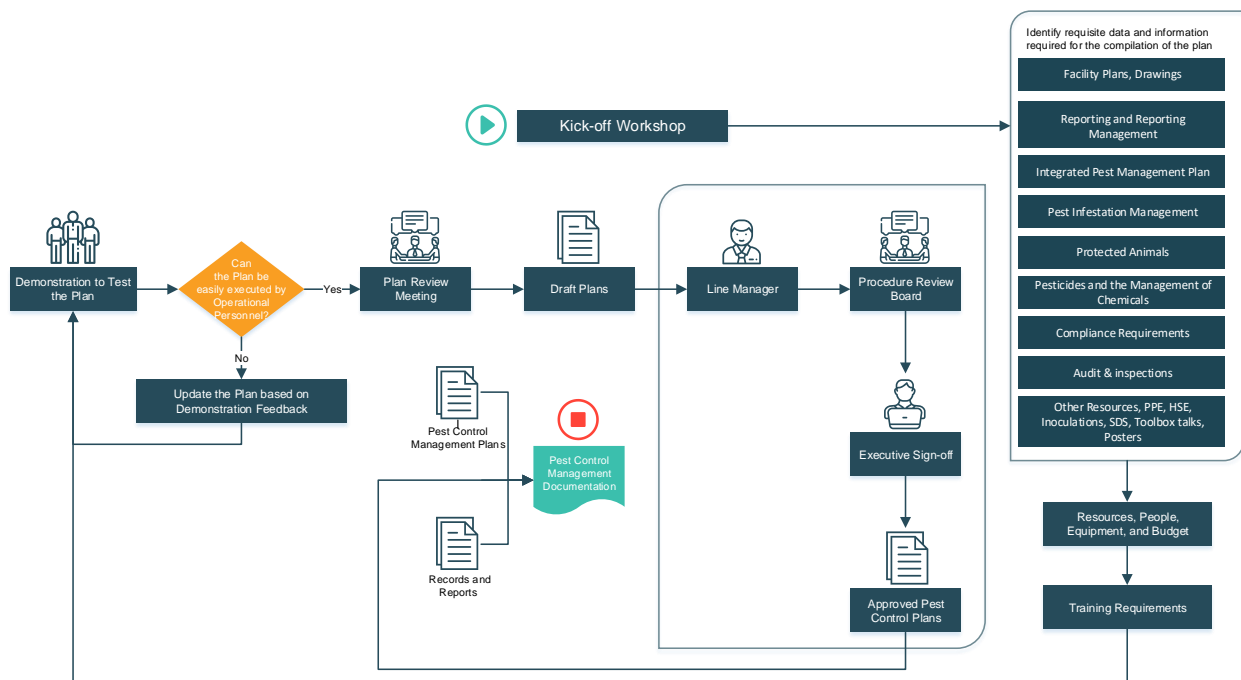 Identify requisite data and information
required for the compilation of the plan
Facility Plans, Drawings
Kick-off Workshop
Reporting and Reporting
Management
Integrated Pest Management Plan
Pest Infestation Management
Protected Animals
Pesticides and the Management of
Chemicals
Compliance Requirements
Audit & inspections
Other Resources, PPE, HSE,
Inoculations, SDS, Toolbox talks,
Posters
Resources, People,
Equipment, and Budget
Training Requirements
Demonstration to Test
the Plan
Can
the Plan be
easily executed by
Operational
Personnel?
Yes
No
Update the Plan based on
Demonstration Feedback
Plan Review
Meeting
Draft Plans
Line Manager
Procedure Review
Board
Executive Sign-off
Approved Pest
Control Plans
Pest Control
Management Plans
Records and
Reports
Pest Control
Management
Documentation